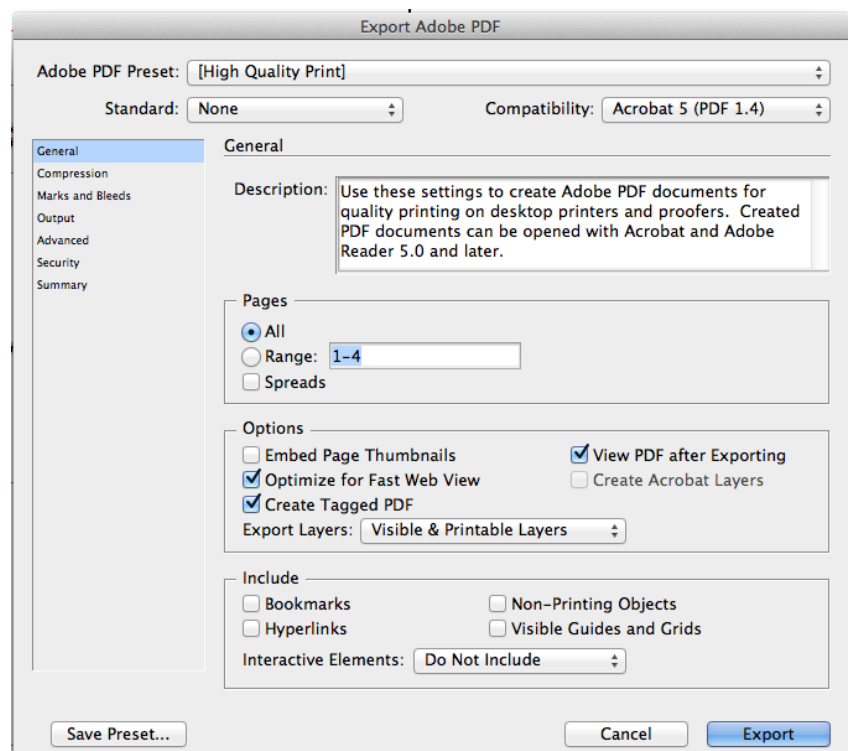 Export Adobe PDF
Adobe PDF Preset: [High Quality Print]
Standard: None Compatibility: Acrobat 5 (PDF 1.4)
General
Compression
Marks and Bleeds
Output
Advanced
Security
Summary
General
Description: Use these settings to create Adobe PDF documents for
quality printing on desktop printers and proofers. Created
PDF documents can be opened with Acrobat and Adobe
Reader 5.0 and later.
Pages
All
Range: 1-4
Spreads
Options
Embed Page Thumbnails View PDF after Exporting
Optimize for Fast Web View Create Acrobat Layers
Create Tagged PDF
Export Layers: Visible & Printable Layers
Include
Bookmarks Non-Printing Objects
Hyperlinks Visible Guides and Grids
Interactive Elements: Do Not Include
Save Preset... Cancel Export